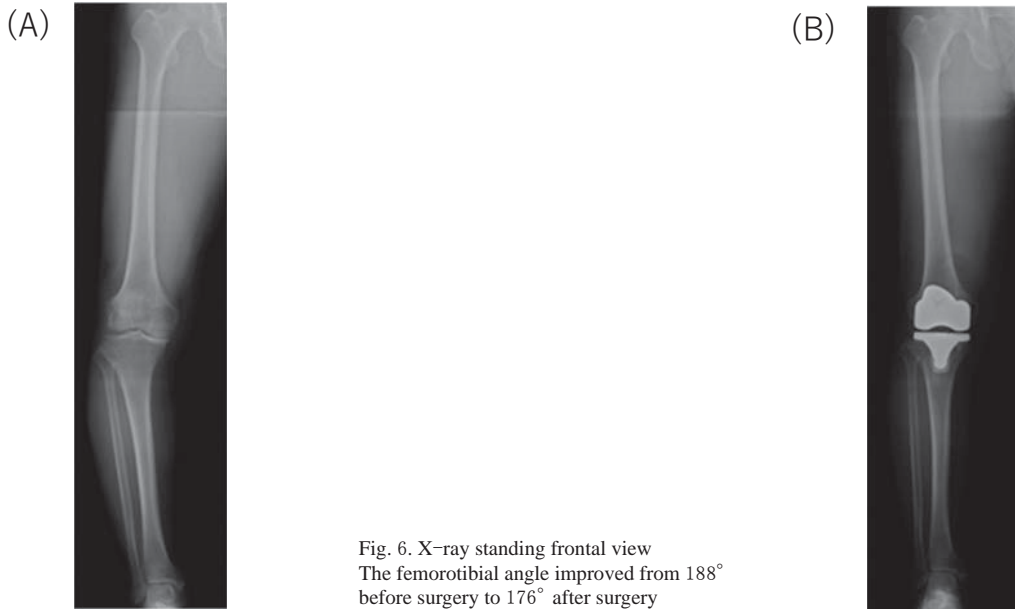 (A)
(B)
Fig. 6. X-ray standing frontal view
The femorotibial angle improved from 188°
before surgery to 176° after surgery